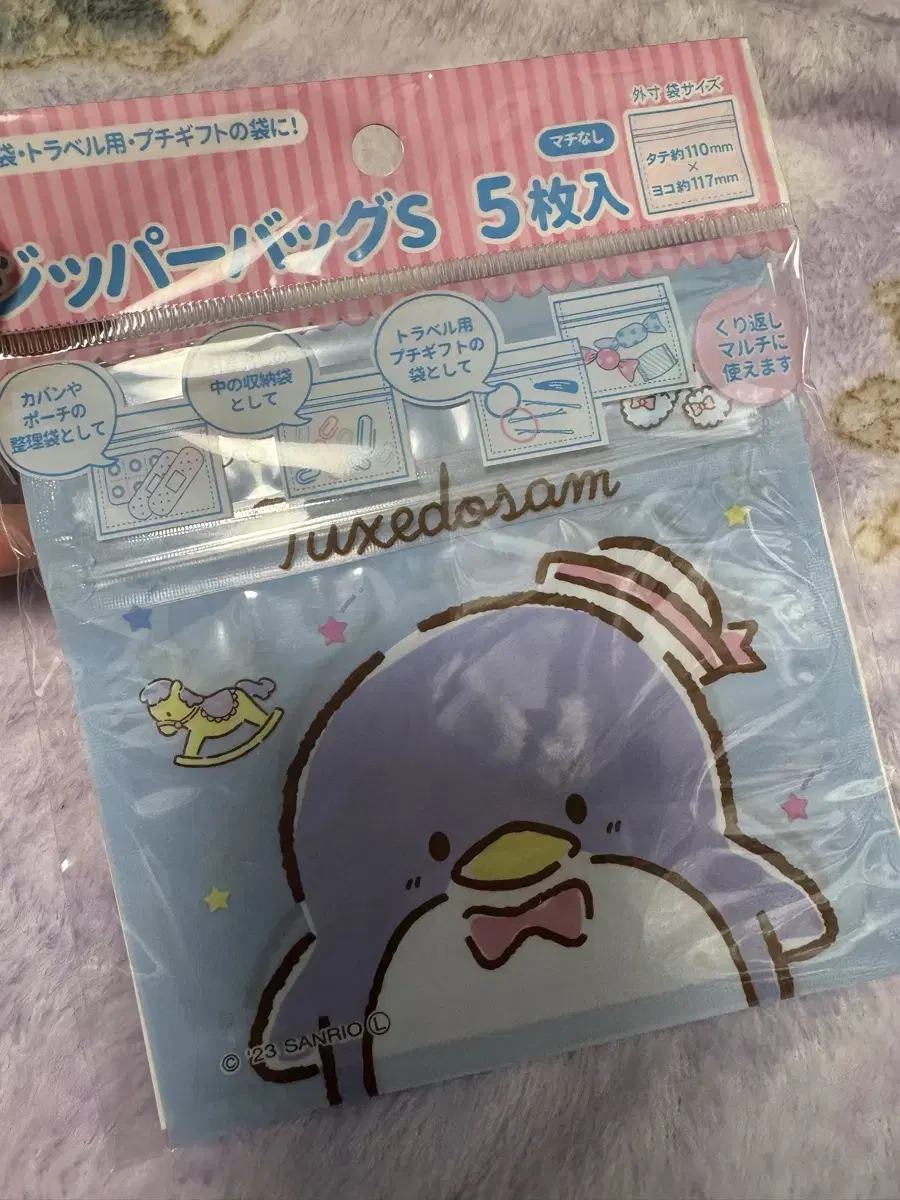 袋・トラベル用・プチギフトの袋に!
マチなし
ジッパーバッグS 5枚入
外寸 袋サイズ
タテ約110mm
×
ヨコ約117mm
カバンや
ポーチの
整理袋として
中の収納袋
として
トラベル用
プチギフトの
袋として
くり返し
マルチに
使えます
Tuxedosam
© '23 SANRIO Ⓛ